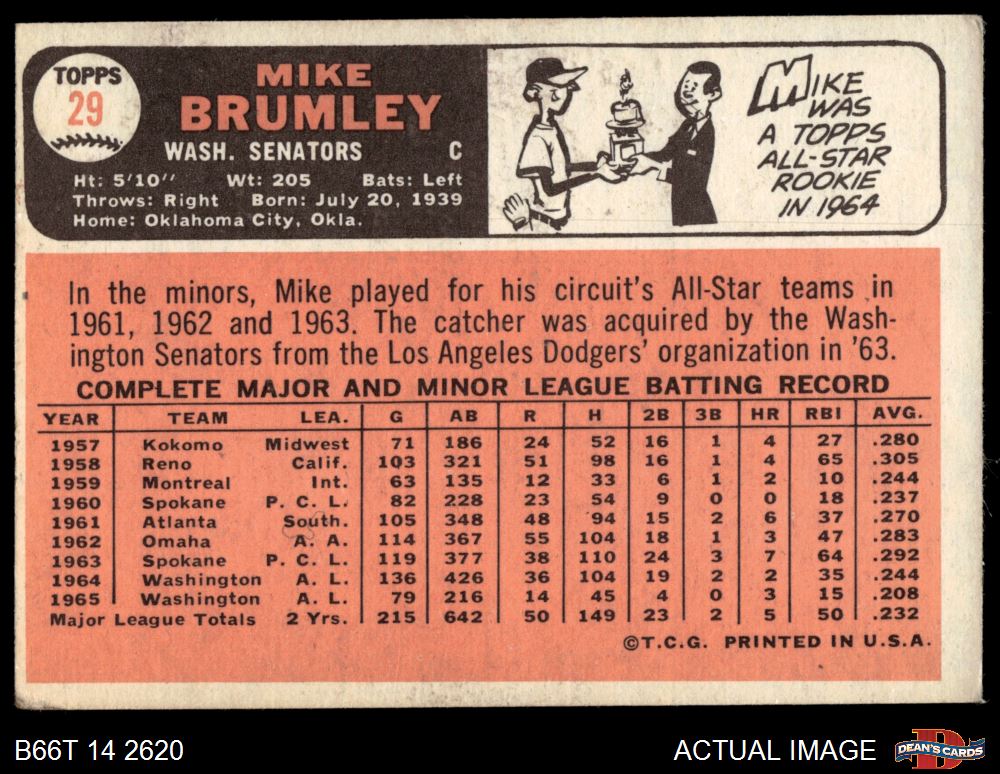 TOPPS
29
MIKE
BRUMLEY
WASH. SENATORS C
Ht: 5'10" Wt: 205 Bats: Left
Throws: Right Born: July 20, 1939
Home: Oklahoma City, Okla.
MIKE
WAS
A TOPPS
ALL-STAR
ROOKIE
IN 1964
In the minors, Mike played for his circuit's All-Star teams in
1961, 1962 and 1963. The catcher was acquired by the Wash-
ington Senators from the Los Angeles Dodgers' organization in '63.
COMPLETE MAJOR AND MINOR LEAGUE BATTING RECORD
YEAR TEAM LEA. G AB R H 2B 3B HR RBI AVG.
1957 Kokomo Midwest 71 186 24 52 16 1 4 27 .280
1958 Reno Calif. 103 321 51 98 16 1 4 65 .305
1959 Montreal Int. 63 135 12 33 6 1 2 10 .244
1960 Spokane P. C. L. 82 228 23 54 9 0 0 18 .237
1961 Atlanta South. 105 348 48 94 15 2 6 37 .270
1962 Omaha A. A. 114 367 55 104 18 1 3 47 .283
1963 Spokane P. C. L. 119 377 38 110 24 3 7 64 .292
1964 Washington A. L. 136 426 36 104 19 2 2 35 .244
1965 Washington A. L. 79 216 14 45 4 0 3 15 .208
Major League Totals 2 Yrs. 215 642 50 149 23 2 5 50 .232
©T.C.G. PRINTED IN U.S.A.
B66T 14 2620
ACTUAL IMAGE
DEAN'S CARDS